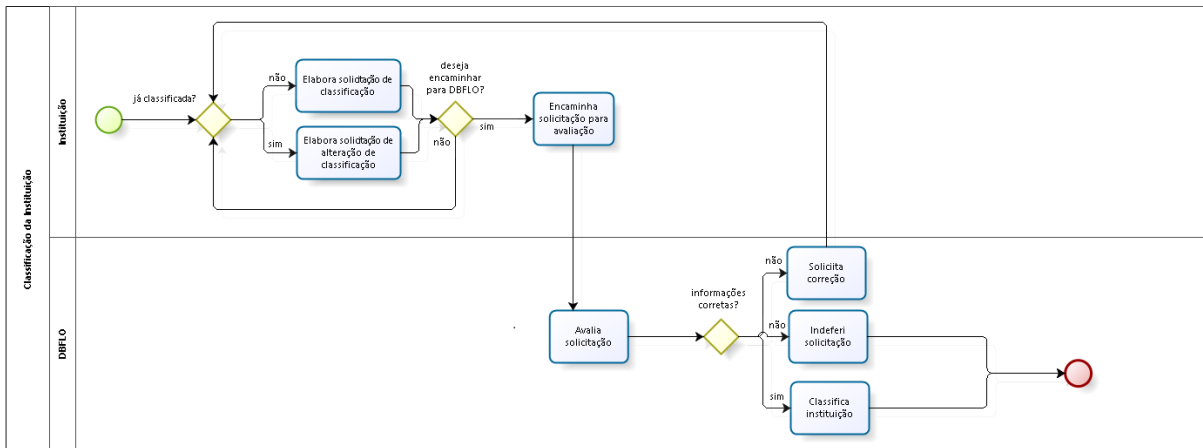 Classificação da Instituição
Instituição
já classificada?
não
Elabora solicitação de
classificação
sim
Elabora solicitação de
alteração de
classificação
deseja
encaminhar
para DBFLO?
não
sim
Encaminha
solicitação para
avaliação
DBFLO
Avalia
solicitação
informações
corretas?
não
Soliciita
correção
não
Indeferi
solicitação
sim
Classifica
instituição